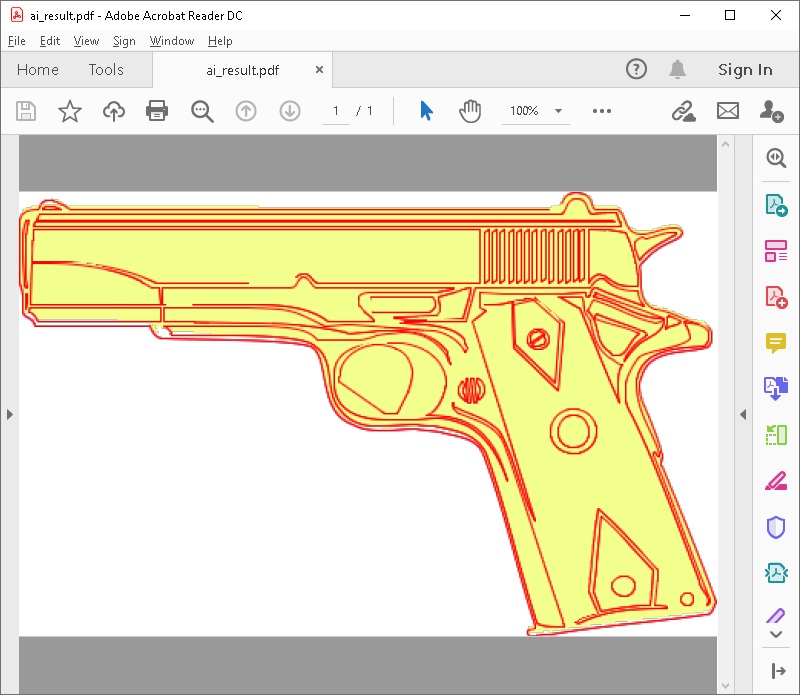 ai_result.pdf - Adobe Acrobat Reader DC
File Edit View Sign Window Help
Home Tools ai_result.pdf × ? Sign In
1 / 1 100%